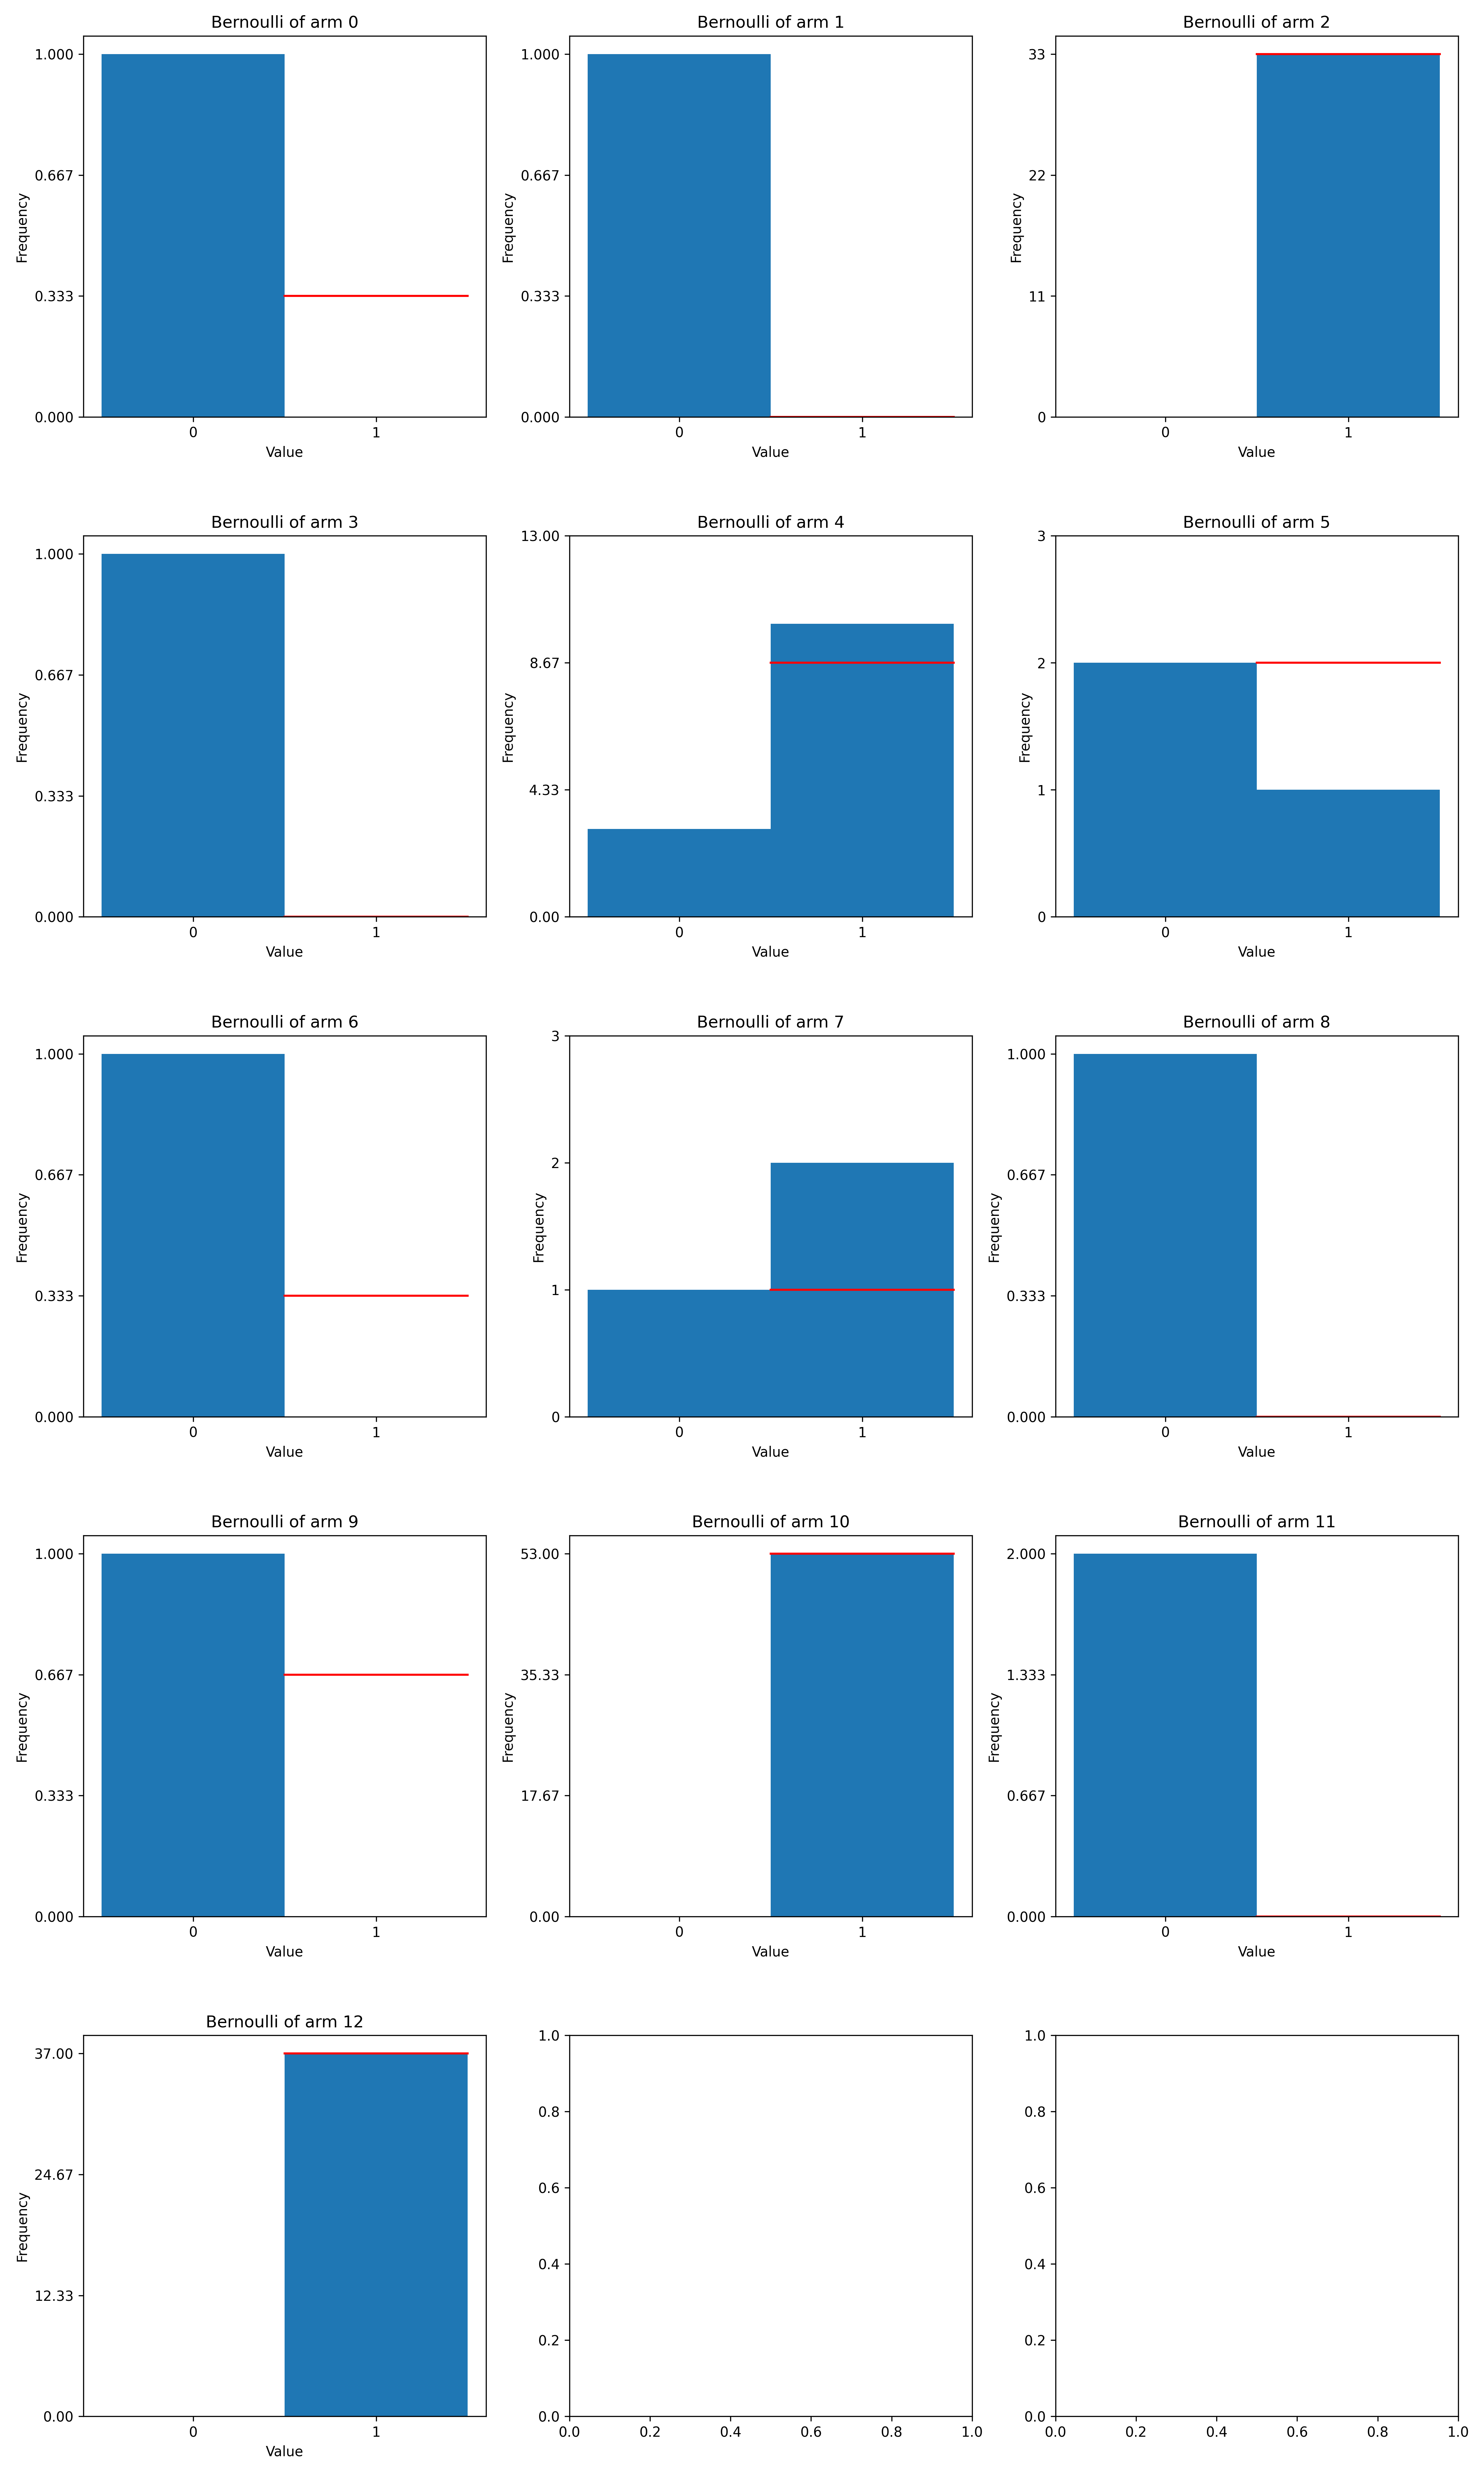 Bernoulli of arm 0
1.000
0.667
0.333
0.000
Frequency
0 1
Value
Bernoulli of arm 1
1.000
0.667
0.333
0.000
Frequency
0 1
Value
Bernoulli of arm 2
33
22
11
0
Frequency
0 1
Value
Bernoulli of arm 3
1.000
0.667
0.333
0.000
Frequency
0 1
Value
Bernoulli of arm 4
13.00
8.67
4.33
0.00
Frequency
0 1
Value
Bernoulli of arm 5
3
2
1
0
Frequency
0 1
Value
Bernoulli of arm 6
1.000
0.667
0.333
0.000
Frequency
0 1
Value
Bernoulli of arm 7
3
2
1
0
Frequency
0 1
Value
Bernoulli of arm 8
1.000
0.667
0.333
0.000
Frequency
0 1
Value
Bernoulli of arm 9
1.000
0.667
0.333
0.000
Frequency
0 1
Value
Bernoulli of arm 10
53.00
35.33
17.67
0.00
Frequency
0 1
Value
Bernoulli of arm 11
2.000
1.333
0.667
0.000
Frequency
0 1
Value
Bernoulli of arm 12
37.00
24.67
12.33
0.00
Frequency
0 1
Value
1.0
0.8
0.6
0.4
0.2
0.0
0.0 0.2 0.4 0.6 0.8 1.0
1.0
0.8
0.6
0.4
0.2
0.0
0.0 0.2 0.4 0.6 0.8 1.0